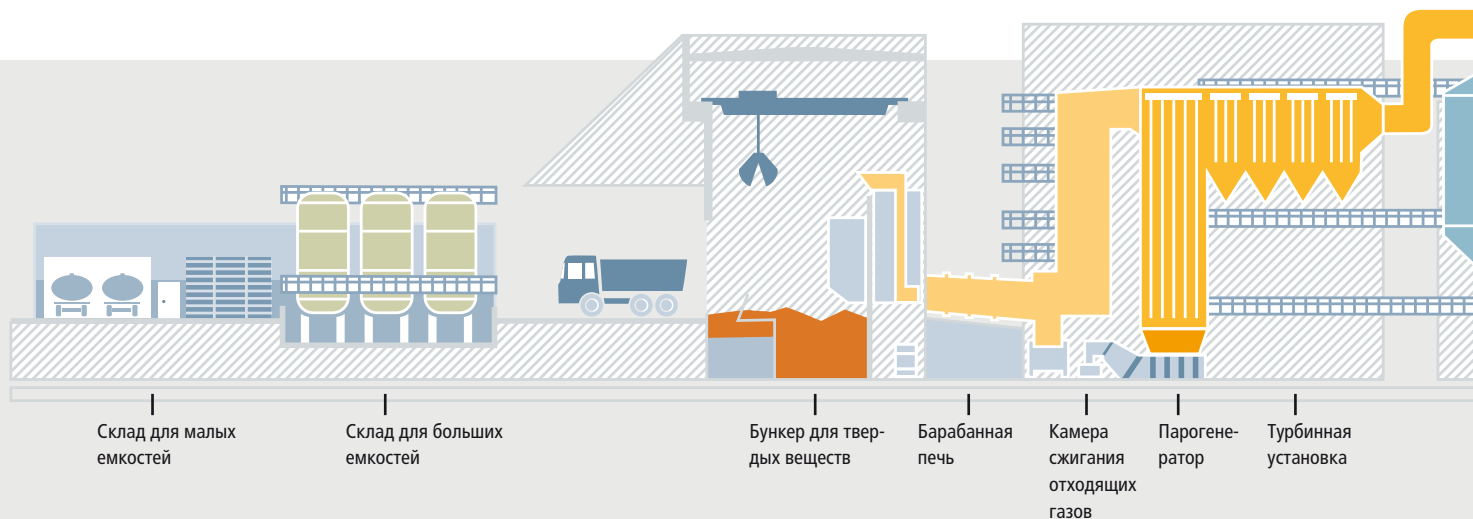 Склад для малых
емкостей
Склад для больших
емкостей
Бункер для твер-
дых веществ
Барабанная
печь
Камера
сжигания
отходящих
газов
Парогене-
ратор
Турбинная
установка